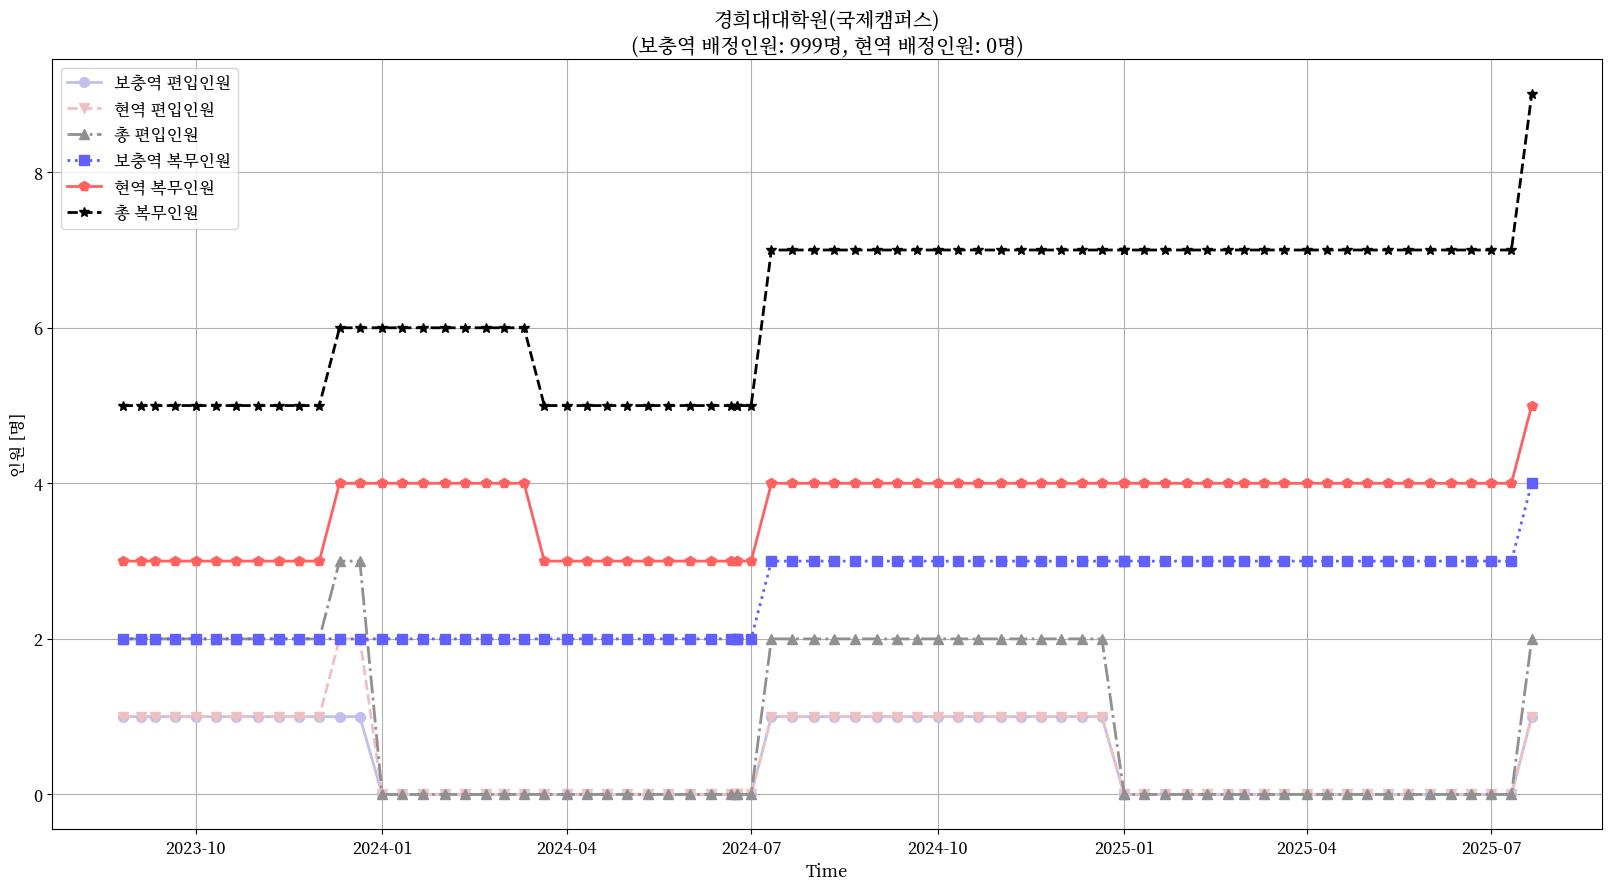 경희대대학원(국제캠퍼스)
(보충역 배정인원: 999명, 현역 배정인원: 0명)
보충역 편입인원
현역 편입인원
총 편입인원
보충역 복무인원
현역 복무인원
총 복무인원
인원 [명]
8
6
4
2
0
2023-10
2024-01
2024-04
2024-07
2024-10
2025-01
2025-04
2025-07
Time